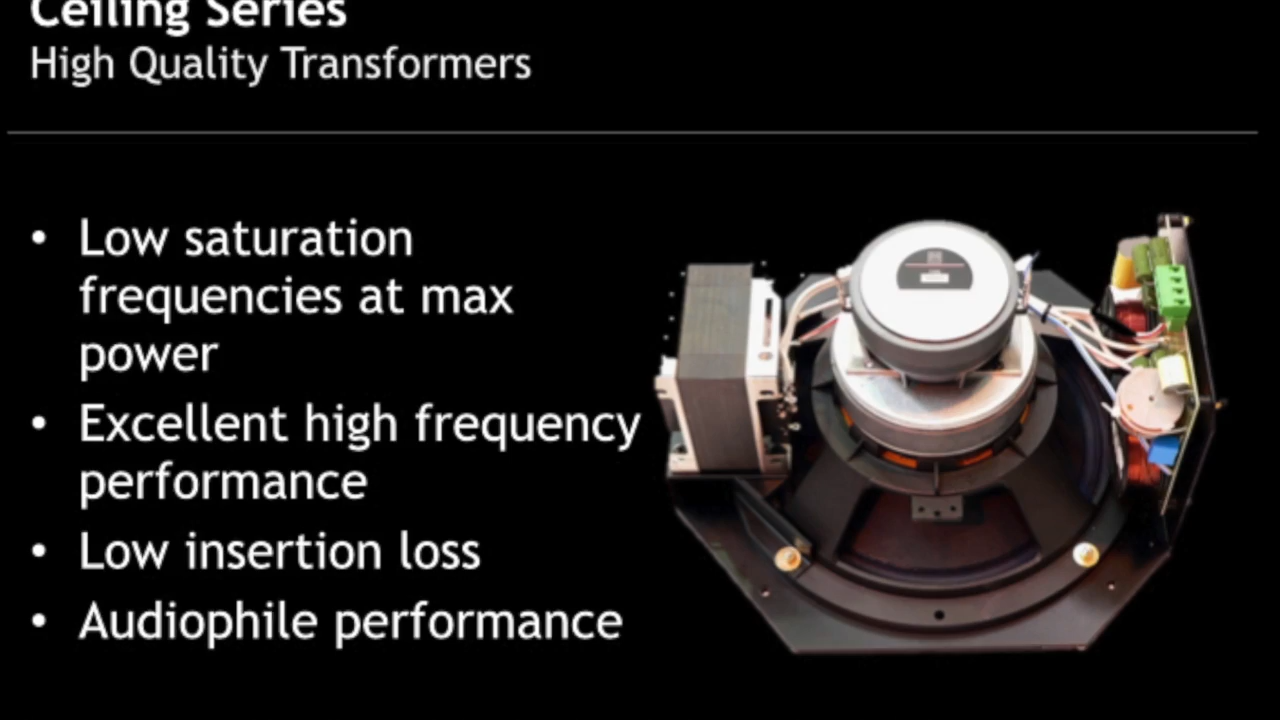 Ceiling Series
High Quality Transformers
• Low saturation
frequencies at max
power
• Excellent high frequency
performance
• Low insertion loss
• Audiophile performance